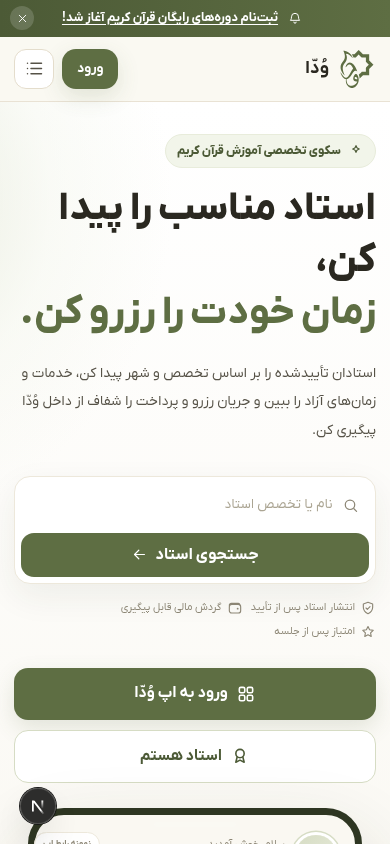 ثبت‌نام دوره‌های رایگان قرآن کریم آغاز شد!
وُدّا
ورود
سکوی تخصصی آموزش قرآن کریم
استاد مناسب را پیدا
کن،
زمان خودت را رزرو کن.
استادان تأییدشده را بر اساس تخصص و شهر پیدا کن، خدمات و
زمان‌های آزاد را ببین و جریان رزرو و پرداخت را شفاف از داخل وُدّا
پیگیری کن.
نام یا تخصص استاد
جستجوی استاد
انتشار استاد پس از تأیید
گردش مالی قابل پیگیری
امتیاز پس از جلسه
ورود به اپ وُدّا
استاد هستم
N